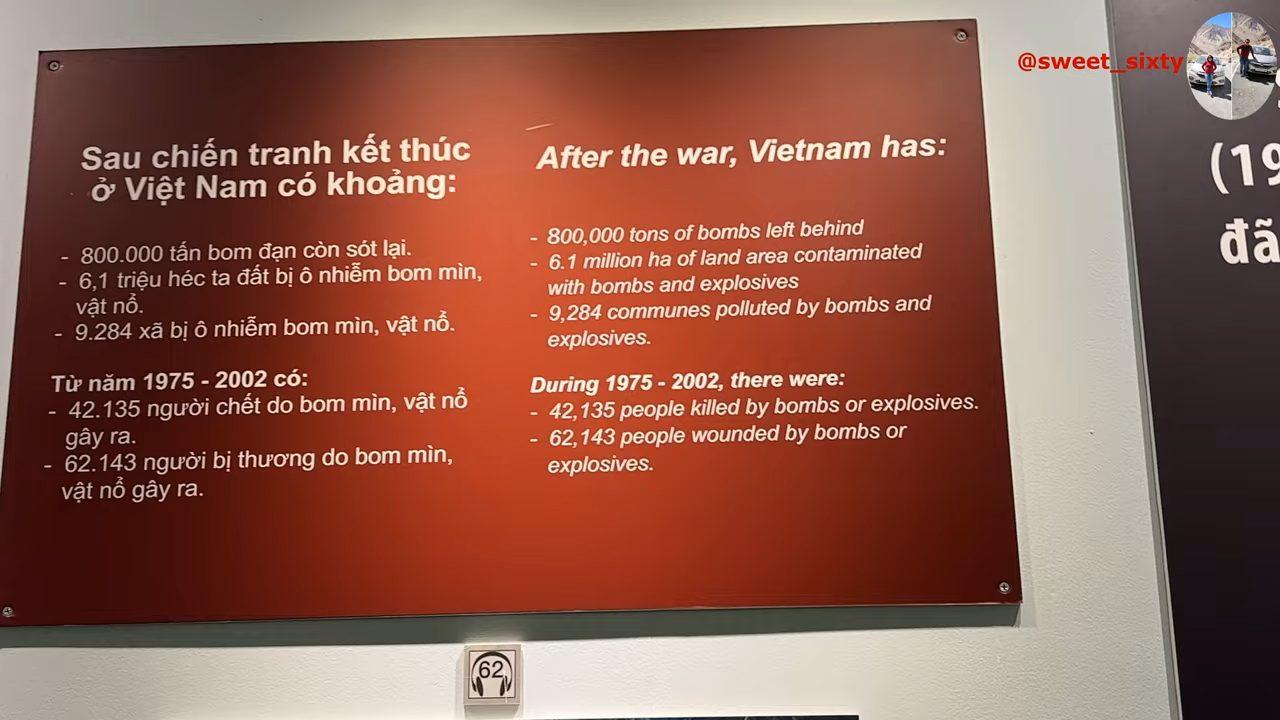 Sau chiến tranh kết thúc
ở Việt Nam có khoảng:
- 800.000 tấn bom đạn còn sót lại.
- 6,1 triệu héc ta đất bị ô nhiễm bom mìn,
vật nổ.
- 9.284 xã bị ô nhiễm bom mìn, vật nổ.
Từ năm 1975 - 2002 có:
- 42.135 người chết do bom mìn, vật nổ
gây ra.
- 62.143 người bị thương do bom mìn,
vật nổ gây ra.
After the war, Vietnam has:
- 800,000 tons of bombs left behind
- 6.1 million ha of land area contaminated
with bombs and explosives
- 9,284 communes polluted by bombs and
explosives.
During 1975 - 2002, there were:
- 42,135 people killed by bombs or explosives.
- 62,143 people wounded by bombs or
explosives.
62
@sweet_sixty
(19
đã